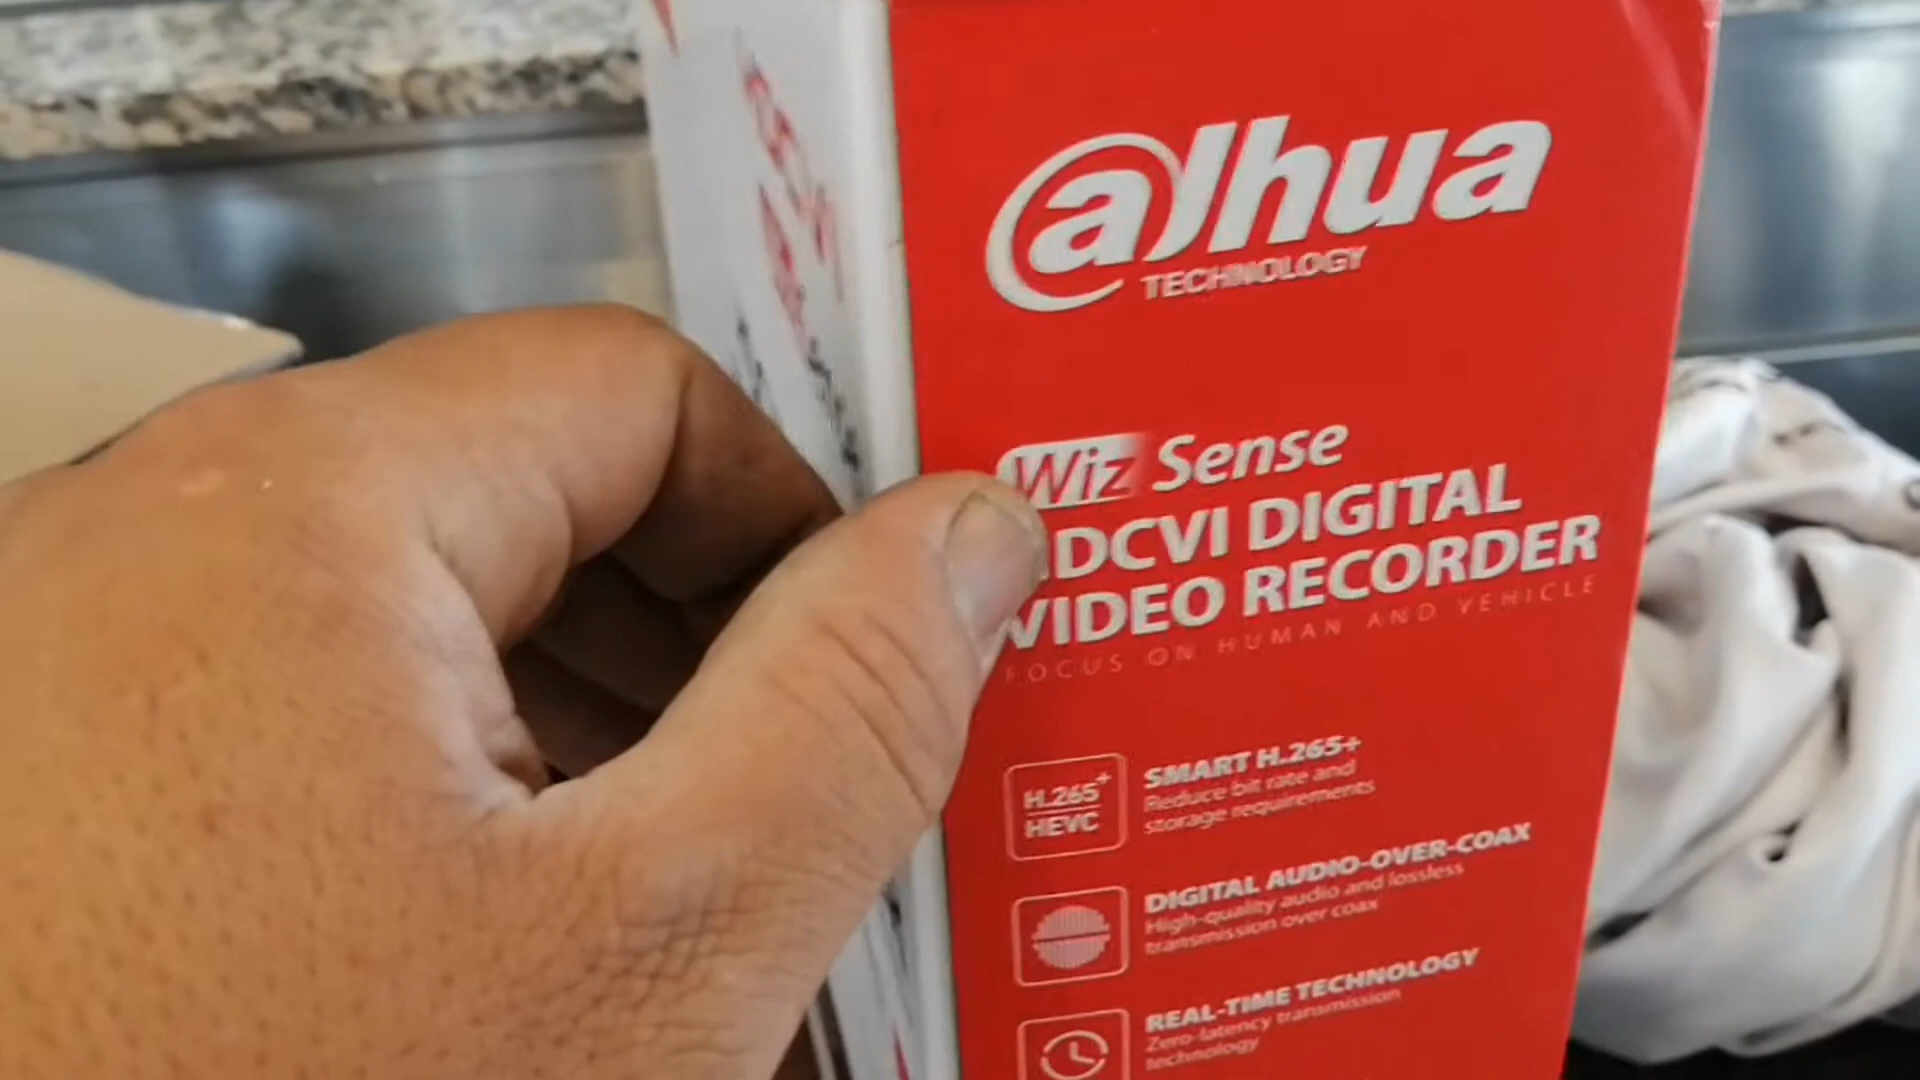 alhua
TECHNOLOGY
Wiz Sense
DCVI DIGITAL
VIDEO RECORDER
FOCUS ON HUMAN AND VEHICLE
H.265+
HEVC
SMART H.265+
Reduce bit rate and
storage requirements
DIGITAL AUDIO-OVER-COAX
High-quality audio and lossless
transmission over coax
REAL-TIME TECHNOLOGY
Zero-latency transmission
technology